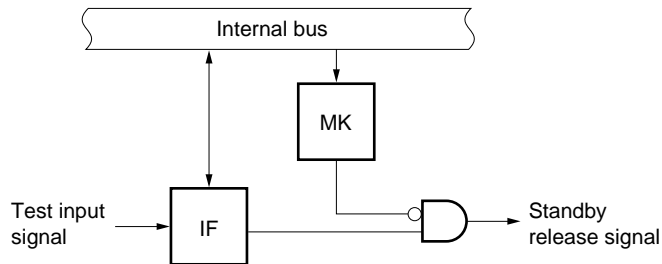 Internal bus
MK
Test input
signal
IF
Standby
release signal